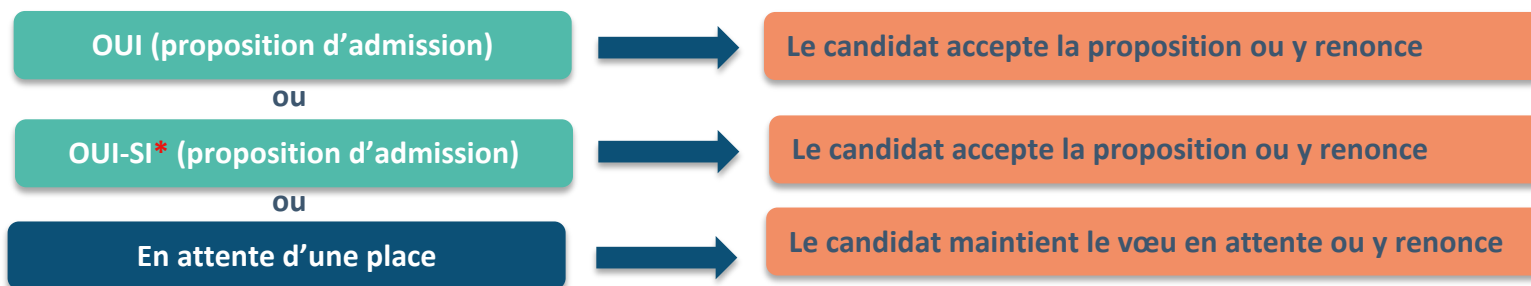 OUI (proposition d’admission)
Le candidat accepte la proposition ou y renonce
ou
OUI-SI* (proposition d’admission)
Le candidat accepte la proposition ou y renonce
ou
En attente d’une place
Le candidat maintient le vœu en attente ou y renonce